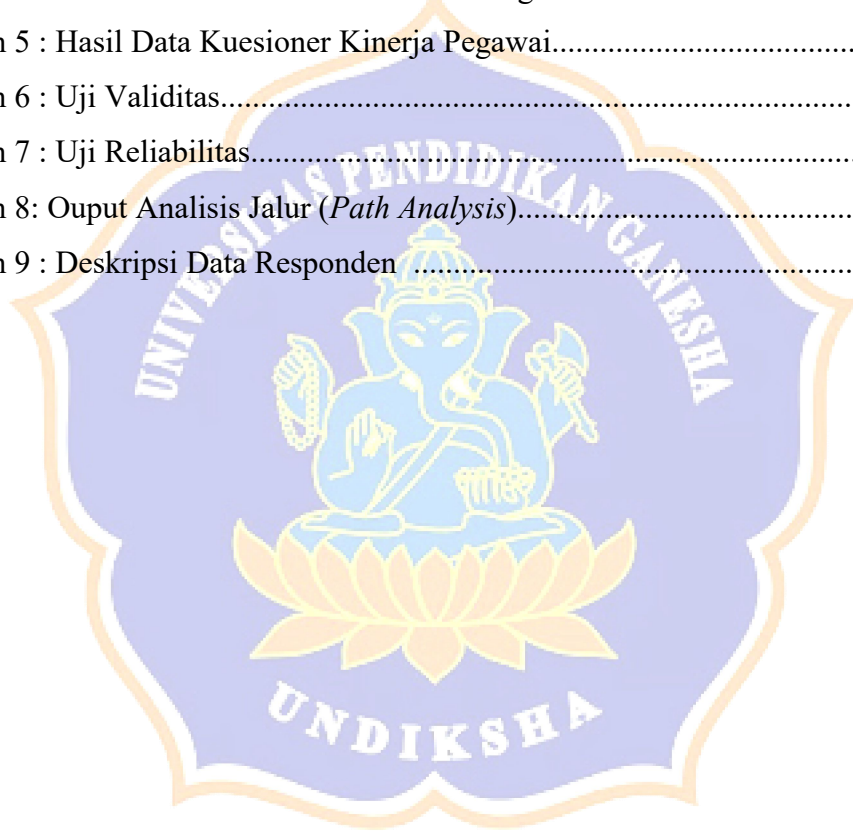 n 5 : Hasil Data Kuesioner Kinerja Pegawai......................................
n 6 : Uji Validitas...............................................................................
n 7 : Uji Reliabilitas...........................................................................
n 8: Ouput Analisis Jalur (Path Analysis)..........................................
n 9 : Deskripsi Data Responden .......................................................
UNIVERSITAS PENDIDIKAN GANESHA
UNDIKSHA